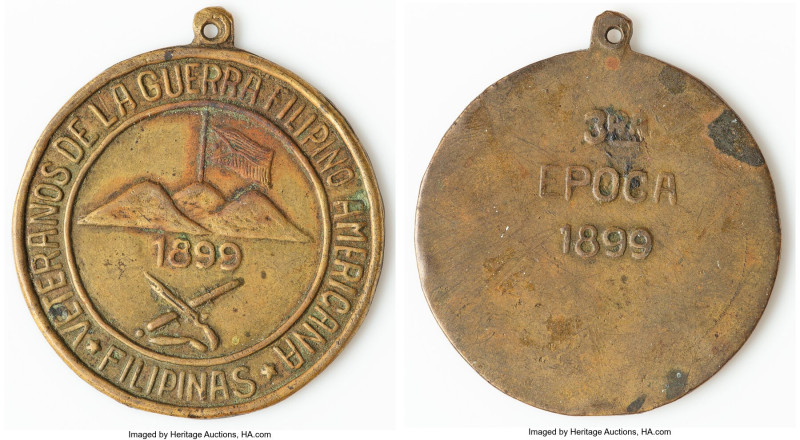 VETERANOS DE LA GUERRA FILIPINO AMERICANA
1899
* FILIPINAS *
3RA
EPOCA
1899
Imaged by Heritage Auctions, HA.com
Imaged by Heritage Auctions, HA.com